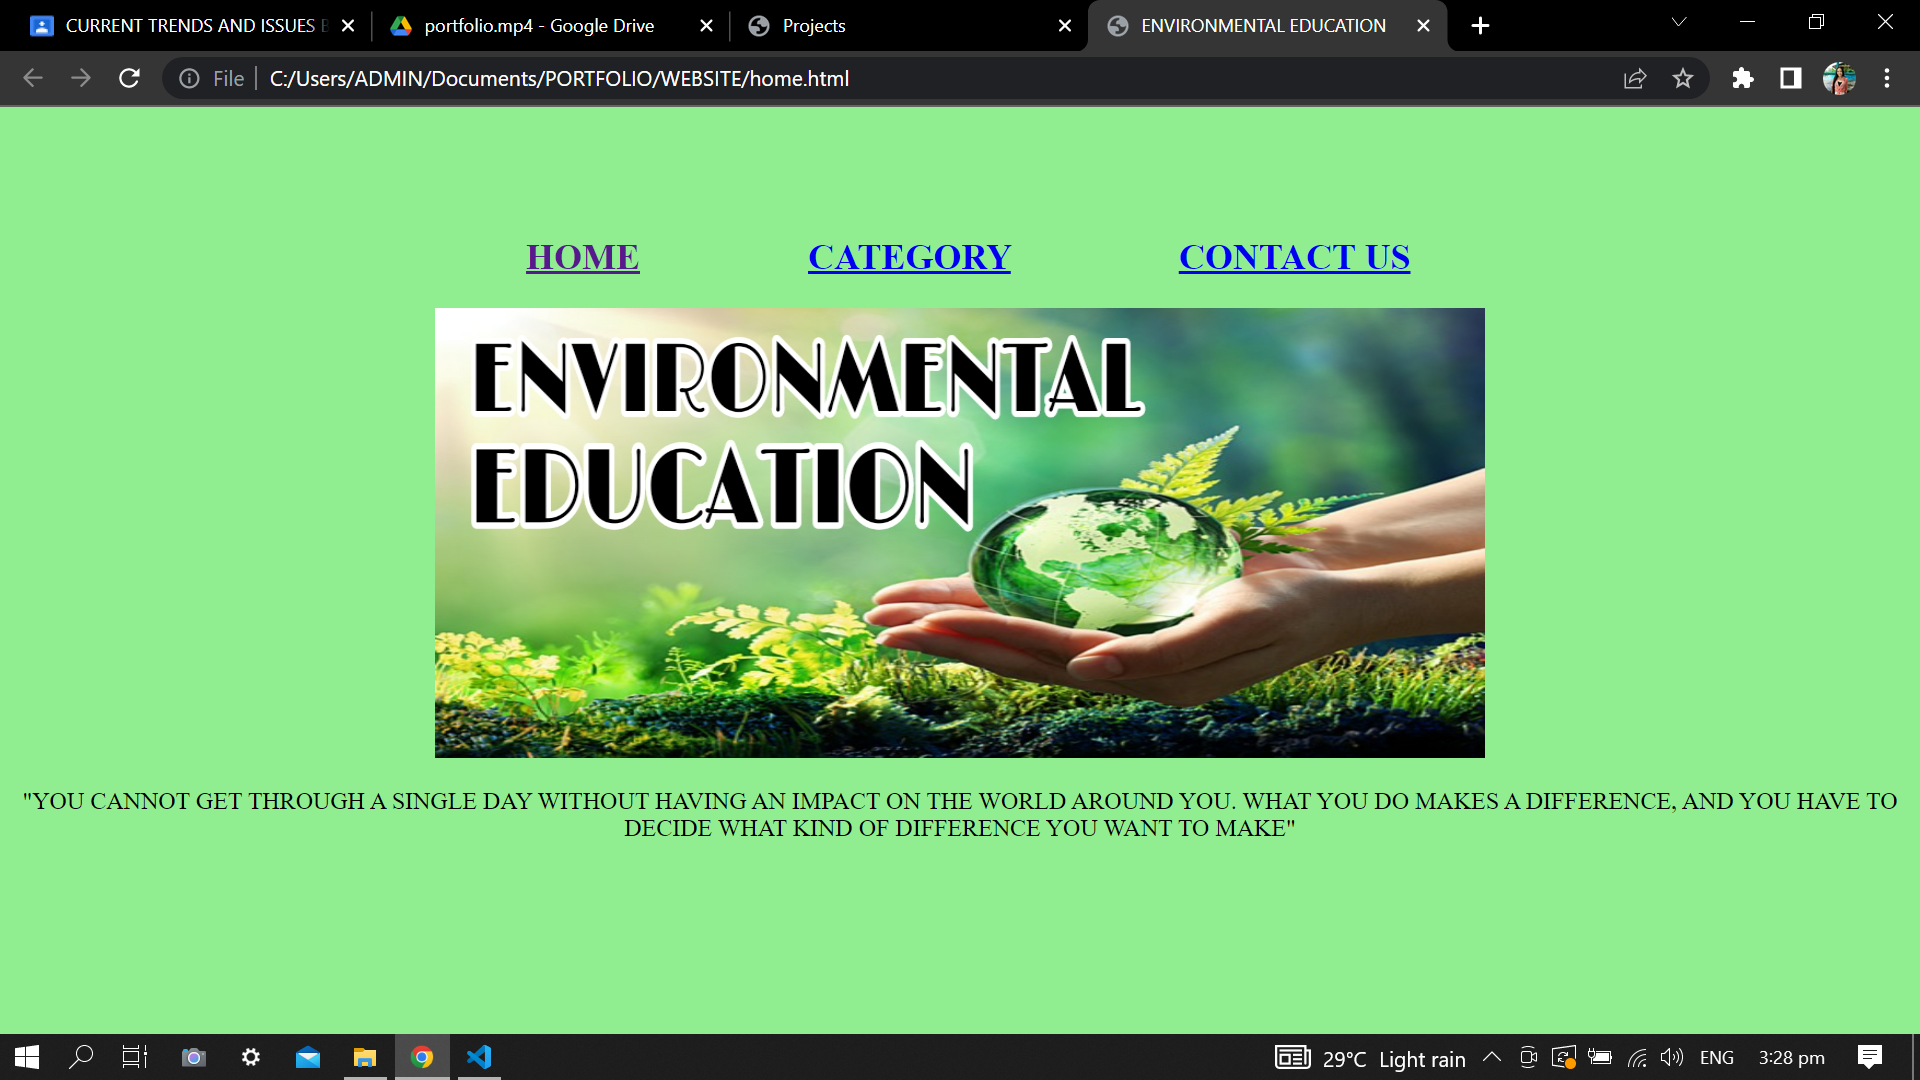 CURRENT TRENDS AND ISSUES
portfolio.mp4 - Google Drive
Projects
ENVIRONMENTAL EDUCATION
File
C:/Users/ADMIN/Documents/PORTFOLIO/WEBSITE/home.html
HOME CATEGORY CONTACT US
ENVIRONMENTAL
EDUCATION
"YOU CANNOT GET THROUGH A SINGLE DAY WITHOUT HAVING AN IMPACT ON THE WORLD AROUND YOU. WHAT YOU DO MAKES A DIFFERENCE, AND YOU HAVE TO
DECIDE WHAT KIND OF DIFFERENCE YOU WANT TO MAKE"
29°C Light rain ENG 3:28 pm